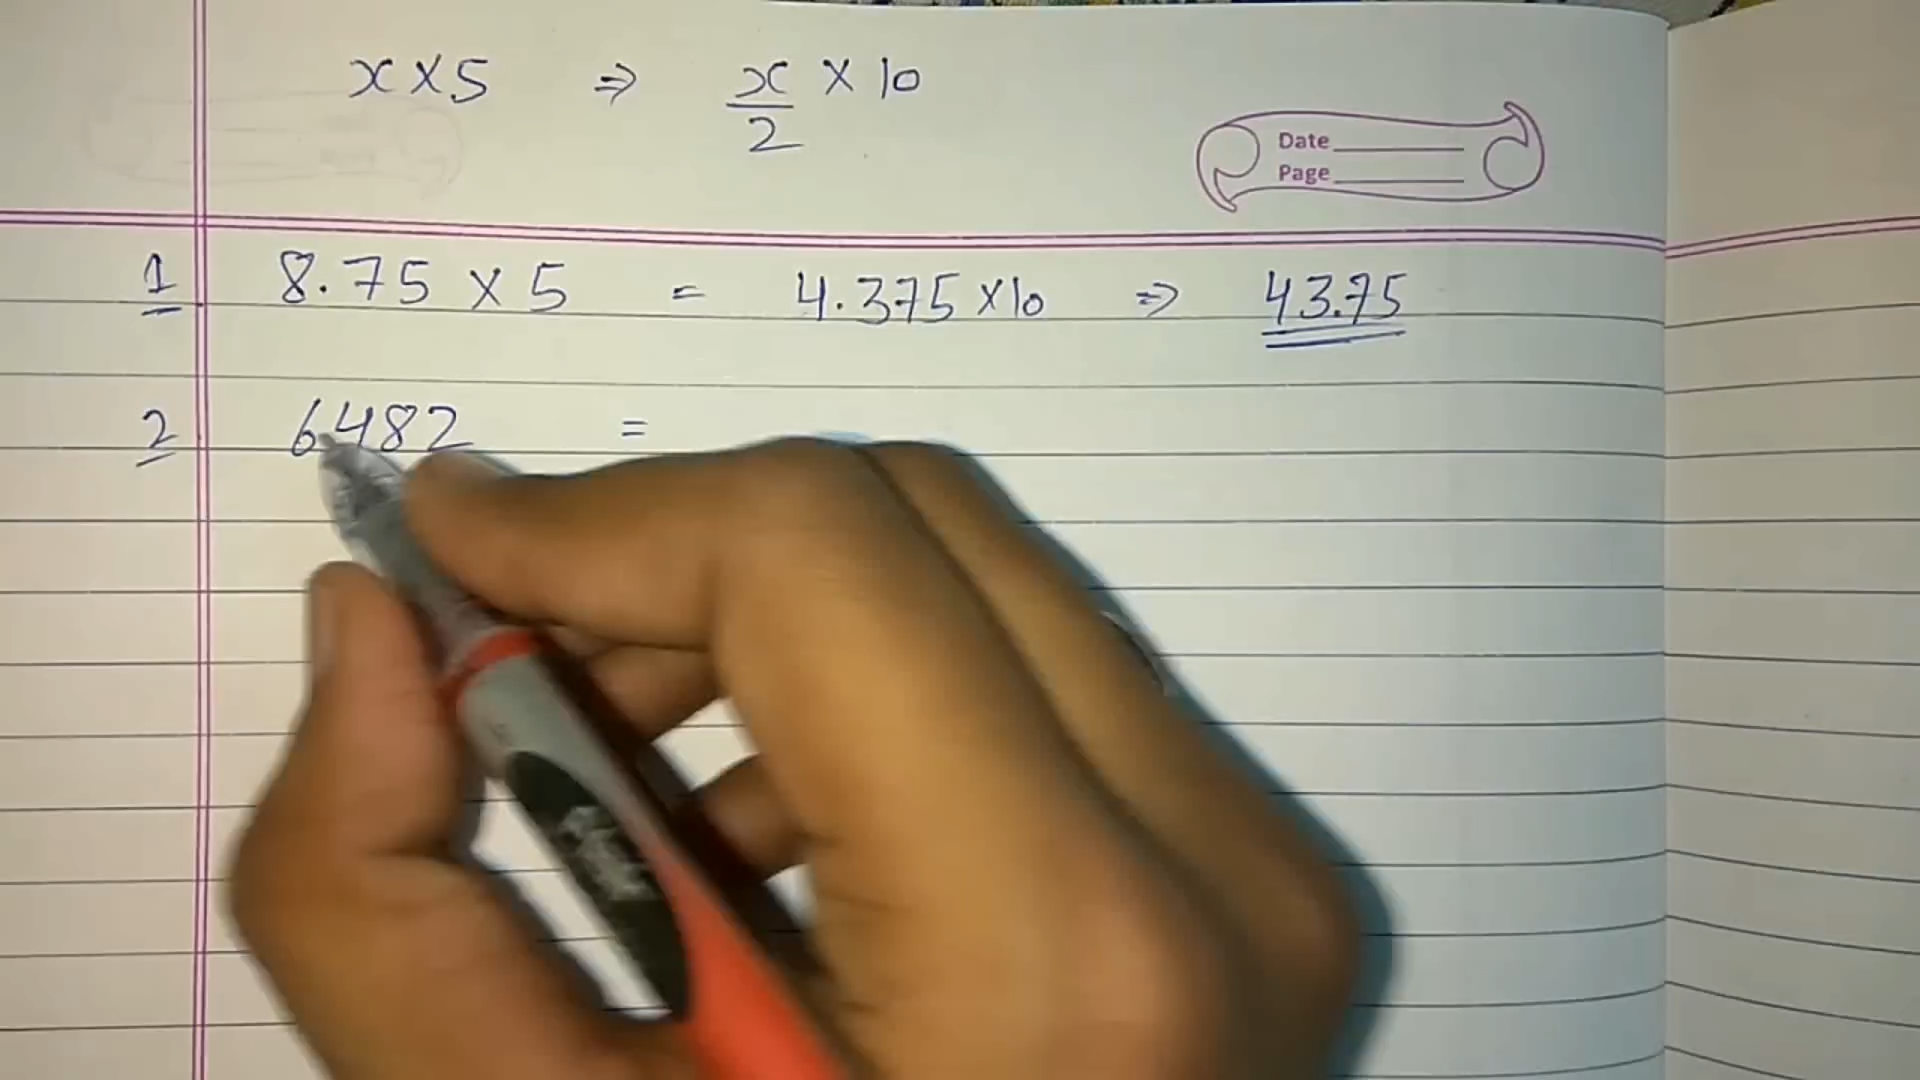 x × 5 ⇒ x/2 × 10
Date
Page
1 8.75 × 5 = 4.375 × 10 ⇒ 43.75
2 6482 =